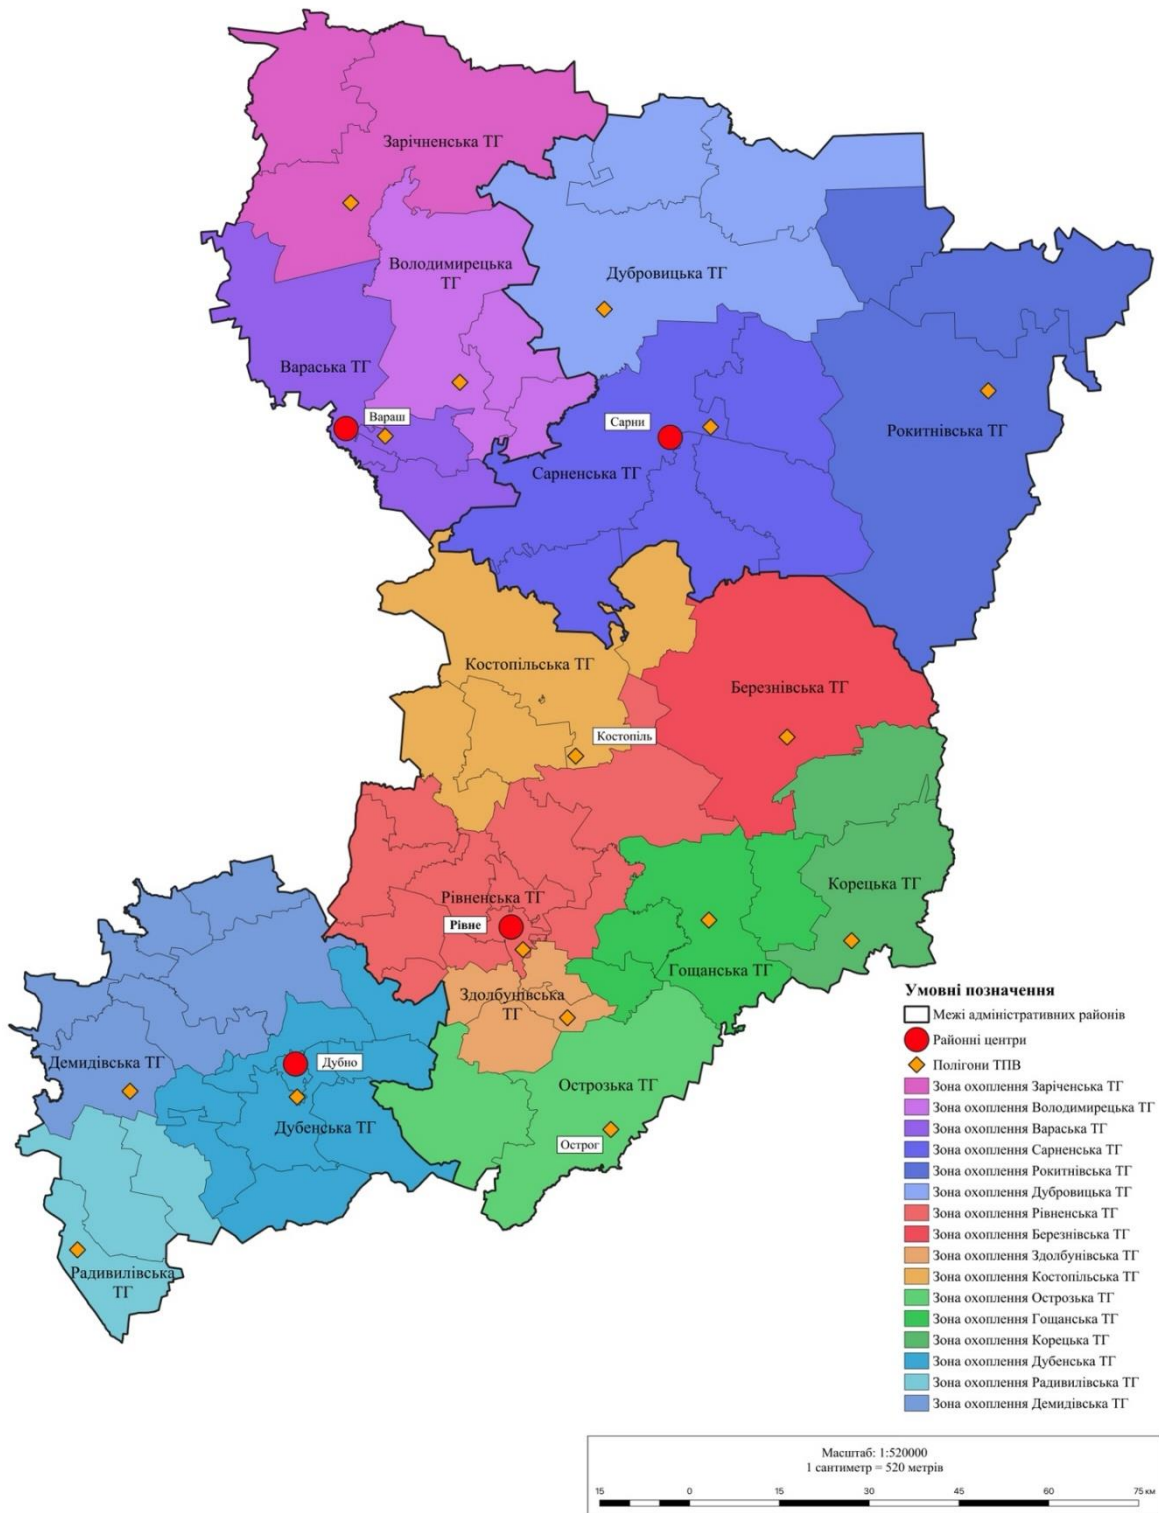 Зарічненська ТГ
Володимирецька
ТГ
Дубровицька ТГ
Вараська ТГ
Вараш
Сарни
Рокитнівська ТГ
Сарненська ТГ
Костопільська ТГ
Березнівська ТГ
Костопіль
Корецька ТГ
Рівненська ТГ
Рівне
Гощанська ТГ
Здолбунівська
ТГ
Демидівська ТГ
Дубно
Острозька ТГ
Дубенська ТГ
Острог
Радивилівська
ТГ
Умовні позначення
Межі адміністративних районів
Районні центри
Полігони ТПВ
Зона охоплення Заріченська ТГ
Зона охоплення Володимирецька ТГ
Зона охоплення Вараська ТГ
Зона охоплення Сарненська ТГ
Зона охоплення Рокитнівська ТГ
Зона охоплення Дубровицька ТГ
Зона охоплення Рівненська ТГ
Зона охоплення Березнівська ТГ
Зона охоплення Здолбунівська ТГ
Зона охоплення Костопільська ТГ
Зона охоплення Острозька ТГ
Зона охоплення Гощанська ТГ
Зона охоплення Корецька ТГ
Зона охоплення Дубенська ТГ
Зона охоплення Радивилівська ТГ
Зона охоплення Демидівська ТГ
Масштаб: 1:520000
1 сантиметр = 520 метрів
15 0 15 30 45 60 75 км